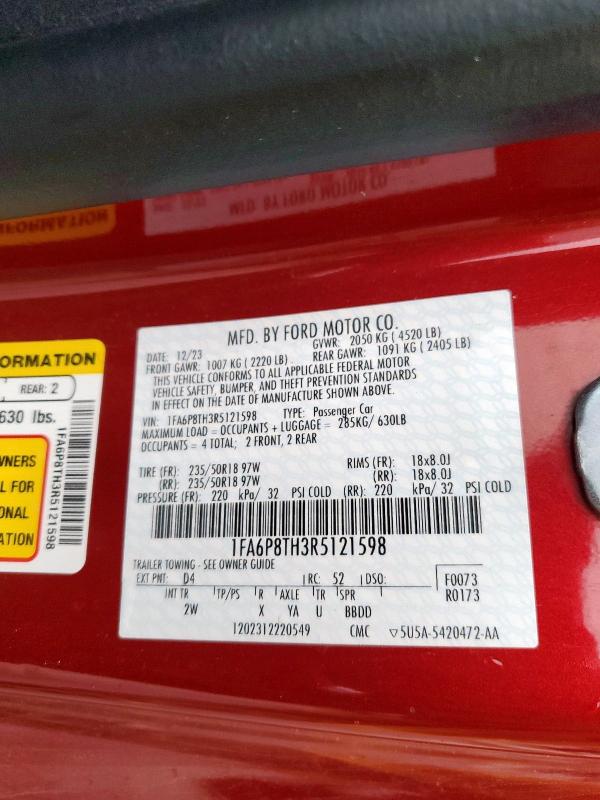 MFD. BY FORD MOTOR CO.
DATE: 12/23 GVWR: 2050 KG ( 4520 LB)
FRONT GAWR: 1007 KG ( 2220 LB) REAR GAWR: 1091 KG ( 2405 LB)
THIS VEHICLE CONFORMS TO ALL APPLICABLE FEDERAL MOTOR
VEHICLE SAFETY, BUMPER, AND THEFT PREVENTION STANDARDS
IN EFFECT ON THE DATE OF MANUFACTURE SHOWN ABOVE.
VIN: 1FA6P8TH3R5121598 TYPE: Passenger Car
MAXIMUM LOAD = OCCUPANTS + LUGGAGE = 285KG/ 630LB
OCCUPANTS = 4 TOTAL; 2 FRONT, 2 REAR
TIRE (FR): 235/50R18 97W RIMS (FR): 18x8.0J
(RR): 235/50R18 97W (RR): 18x8.0J
PRESSURE (FR): 220 kPa/ 32 PSI COLD (RR): 220 kPa/ 32 PSI COLD
1FA6P8TH3R5121598
TRAILER TOWING - SEE OWNER GUIDE
EXT PNT: D4 RC: 52 DSO: F0073
INT TR TP/PS R AXLE TR SPR R0173
2W X YA U BBDD
1202312220549 CMC ▽5U5A-5420472-AA
ORMATION
REAR: 2
630 lbs.
WNERS
L FOR
ONAL
ATION
1FA6P8TH3R5121598